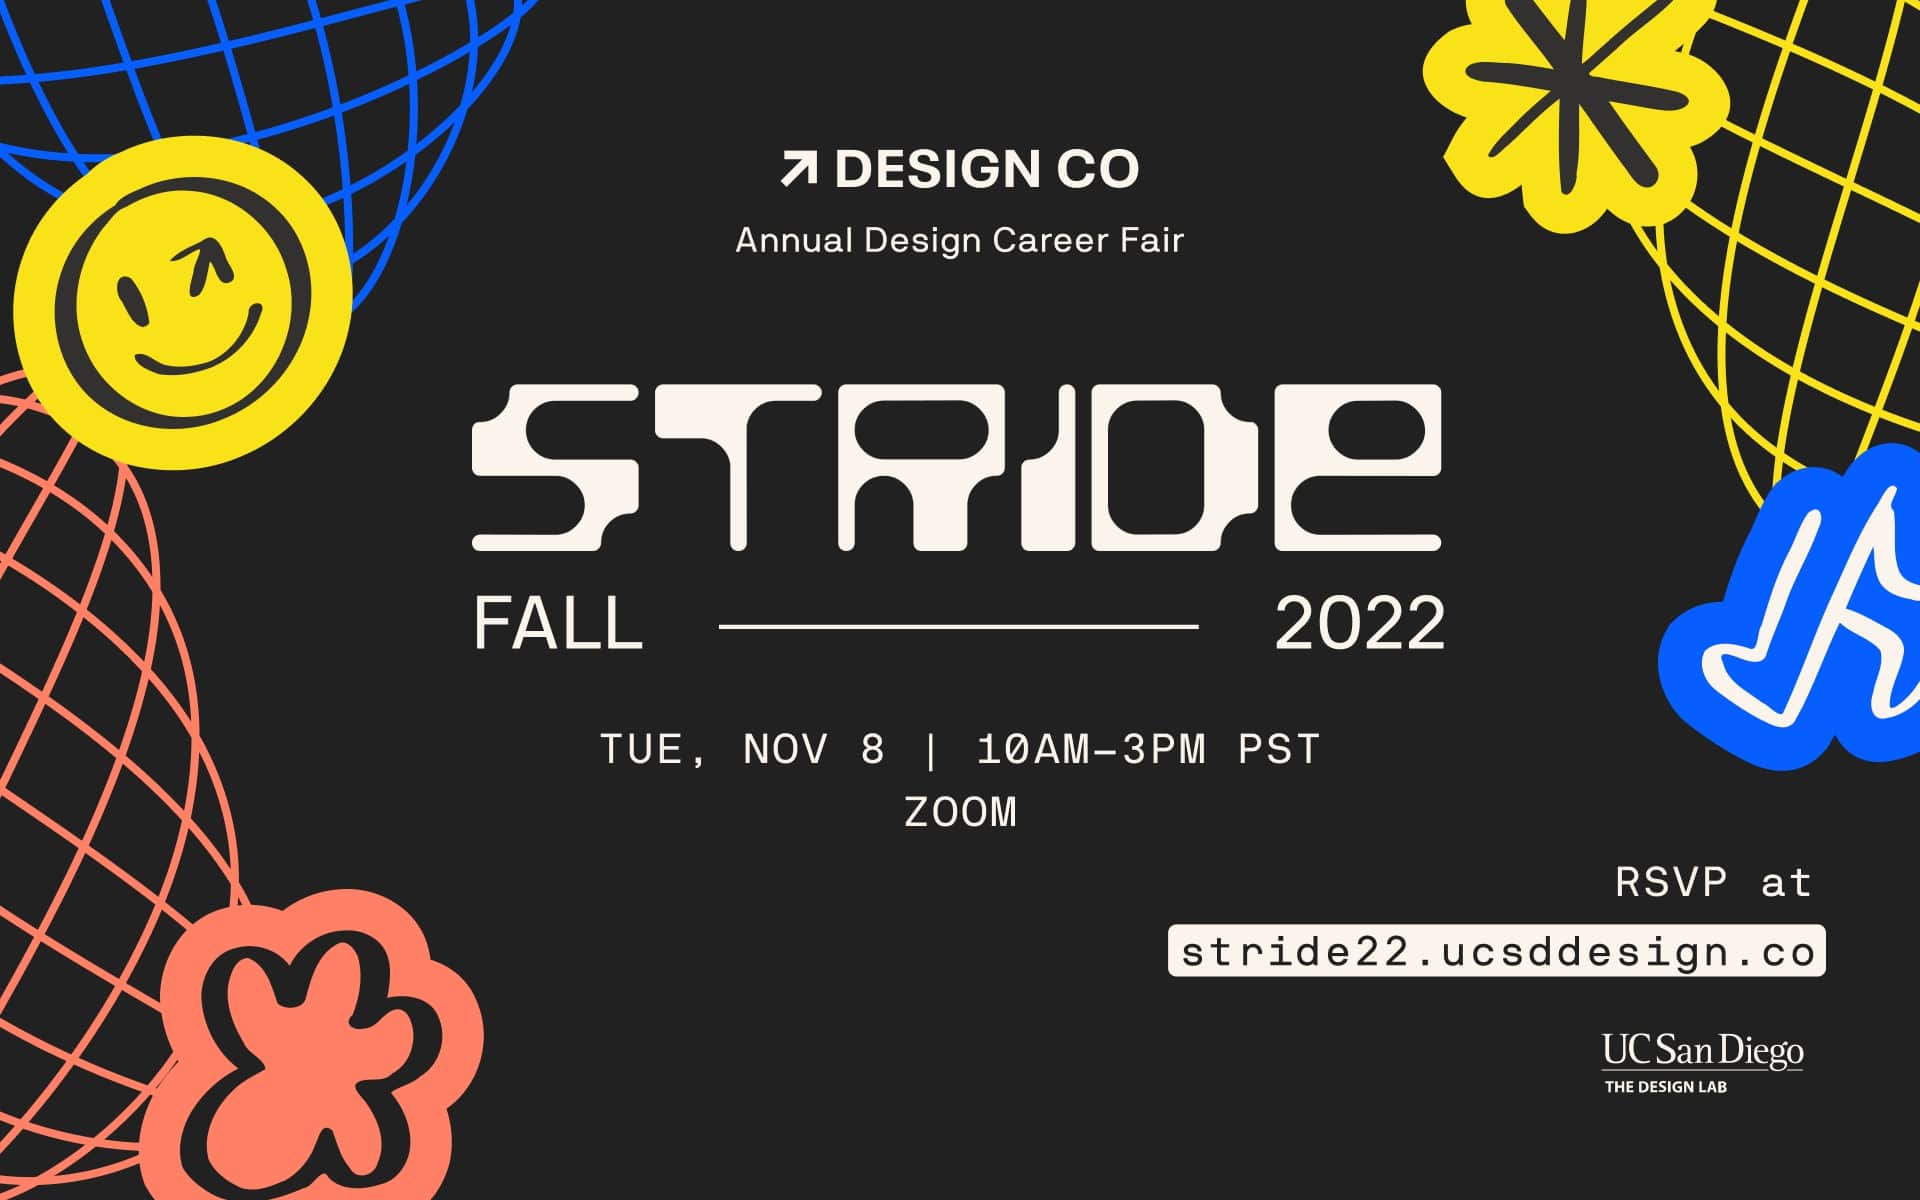 DESIGN CO
Annual Design Career Fair
STRIDE
FALL 2022
TUE, NOV 8 | 10AM–3PM PST
ZOOM
RSVP at
stride22.ucsddesign.co
UC San Diego
THE DESIGN LAB